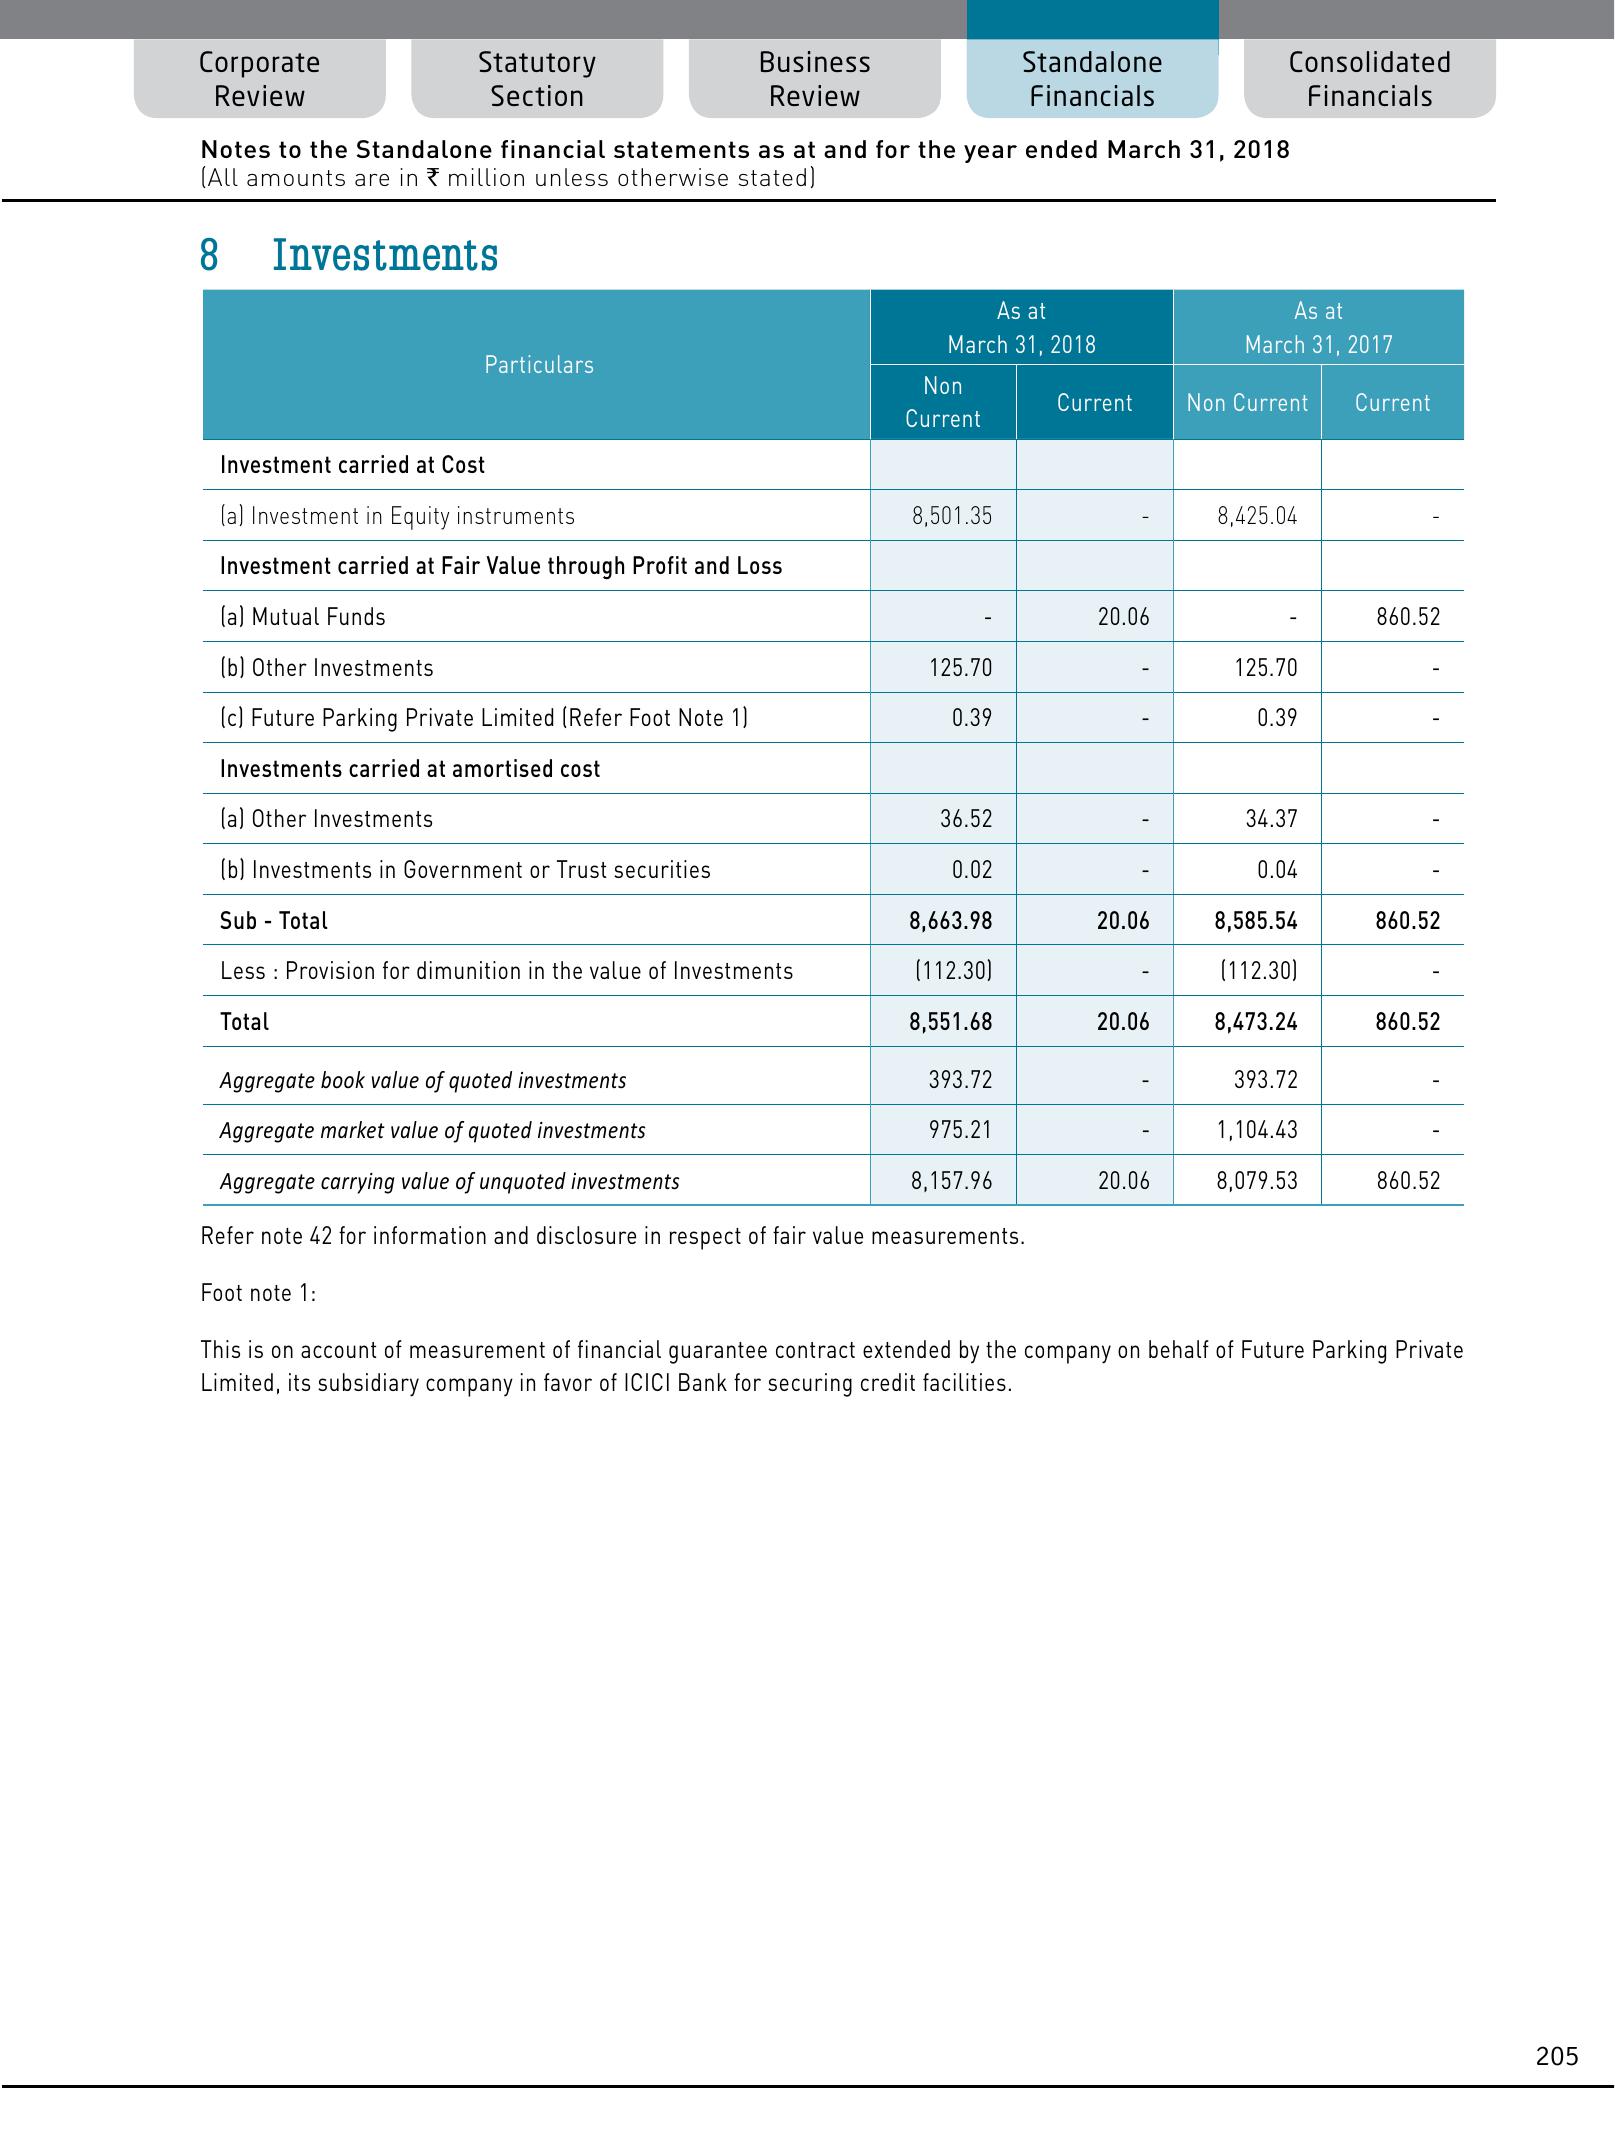 Corporate Review
Statutory Section
Business Review
Standalone Financials
Consolidated Financials
Notes to the Standalone financial statements as at and for the year ended March 31, 2018
(All amounts are in ₹ million unless otherwise stated)
8 Investments
Particulars
As at March 31, 2018
As at March 31, 2017
Non Current
Current
Non Current
Current
Investment carried at Cost
(a) Investment in Equity instruments 8,501.35 - 8,425.04 -
Investment carried at Fair Value through Profit and Loss
(a) Mutual Funds - 20.06 - 860.52
(b) Other Investments 125.70 - 125.70 -
(c) Future Parking Private Limited (Refer Foot Note 1) 0.39 - 0.39 -
Investments carried at amortised cost
(a) Other Investments 36.52 - 34.37 -
(b) Investments in Government or Trust securities 0.02 - 0.04 -
Sub - Total 8,663.98 20.06 8,585.54 860.52
Less : Provision for dimunition in the value of Investments (112.30) - (112.30) -
Total 8,551.68 20.06 8,473.24 860.52
Aggregate book value of quoted investments 393.72 - 393.72 -
Aggregate market value of quoted investments 975.21 - 1,104.43 -
Aggregate carrying value of unquoted investments 8,157.96 20.06 8,079.53 860.52
Refer note 42 for information and disclosure in respect of fair value measurements.
Foot note 1:
This is on account of measurement of financial guarantee contract extended by the company on behalf of Future Parking Private
Limited, its subsidiary company in favor of ICICI Bank for securing credit facilities.
205